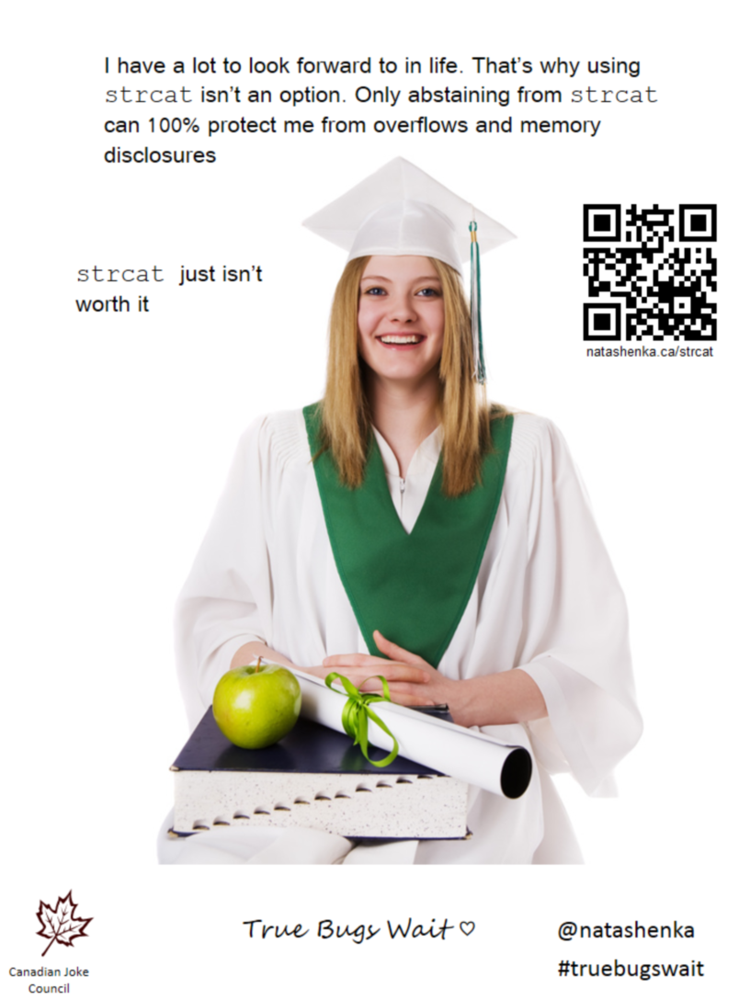 I have a lot to look forward to in life. That's why using
strcat isn't an option. Only abstaining from strcat
can 100% protect me from overflows and memory
disclosures
strcat just isn't
worth it
natashenka.ca/strcat
True Bugs Wait ♡
@natashenka
#truebugswait
Canadian Joke
Council